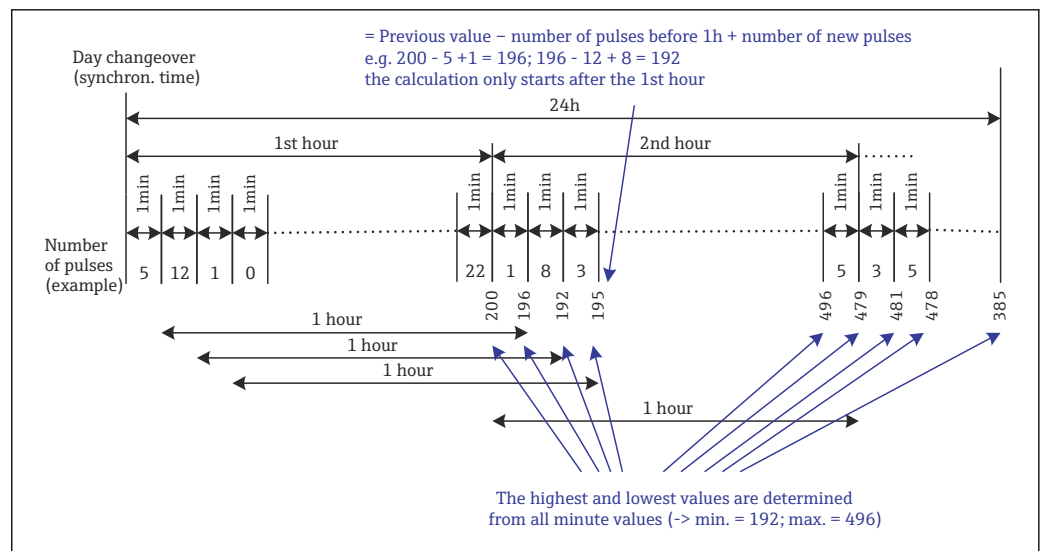 = Previous value – number of pulses before 1h + number of new pulses
e.g. 200 - 5 +1 = 196; 196 - 12 + 8 = 192
the calculation only starts after the 1st hour
Day changeover
(synchron. time)
24h
1st hour
2nd hour
1min
1min
1min
1min
1min
1min
1min
1min
1min
1min
1min
Number
of pulses
(example)
5
12
1
0
22
1
8
3
5
3
5
200
196
192
195
496
479
481
478
385
1 hour
1 hour
1 hour
1 hour
The highest and lowest values are determined
from all minute values (-> min. = 192; max. = 496)